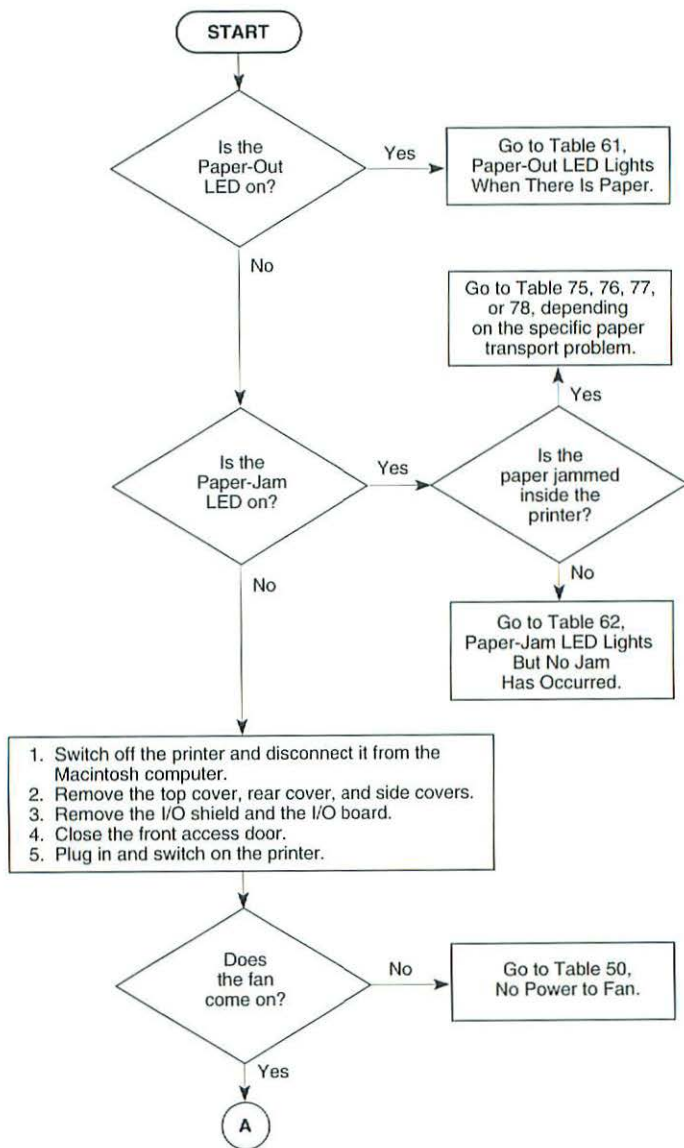 START
Is the
Paper-Out
LED on?
Yes
Go to Table 61,
Paper-Out LED Lights
When There Is Paper.
No
Go to Table 75, 76, 77,
or 78, depending
on the specific paper
transport problem.
Yes
Is the
Paper-Jam
LED on?
Yes
Is the
paper jammed
inside the
printer?
No
No
Go to Table 62,
Paper-Jam LED Lights
But No Jam
Has Occurred.
1. Switch off the printer and disconnect it from the
Macintosh computer.
2. Remove the top cover, rear cover, and side covers.
3. Remove the I/O shield and the I/O board.
4. Close the front access door.
5. Plug in and switch on the printer.
Does
the fan
come on?
No
Go to Table 50,
No Power to Fan.
Yes
A